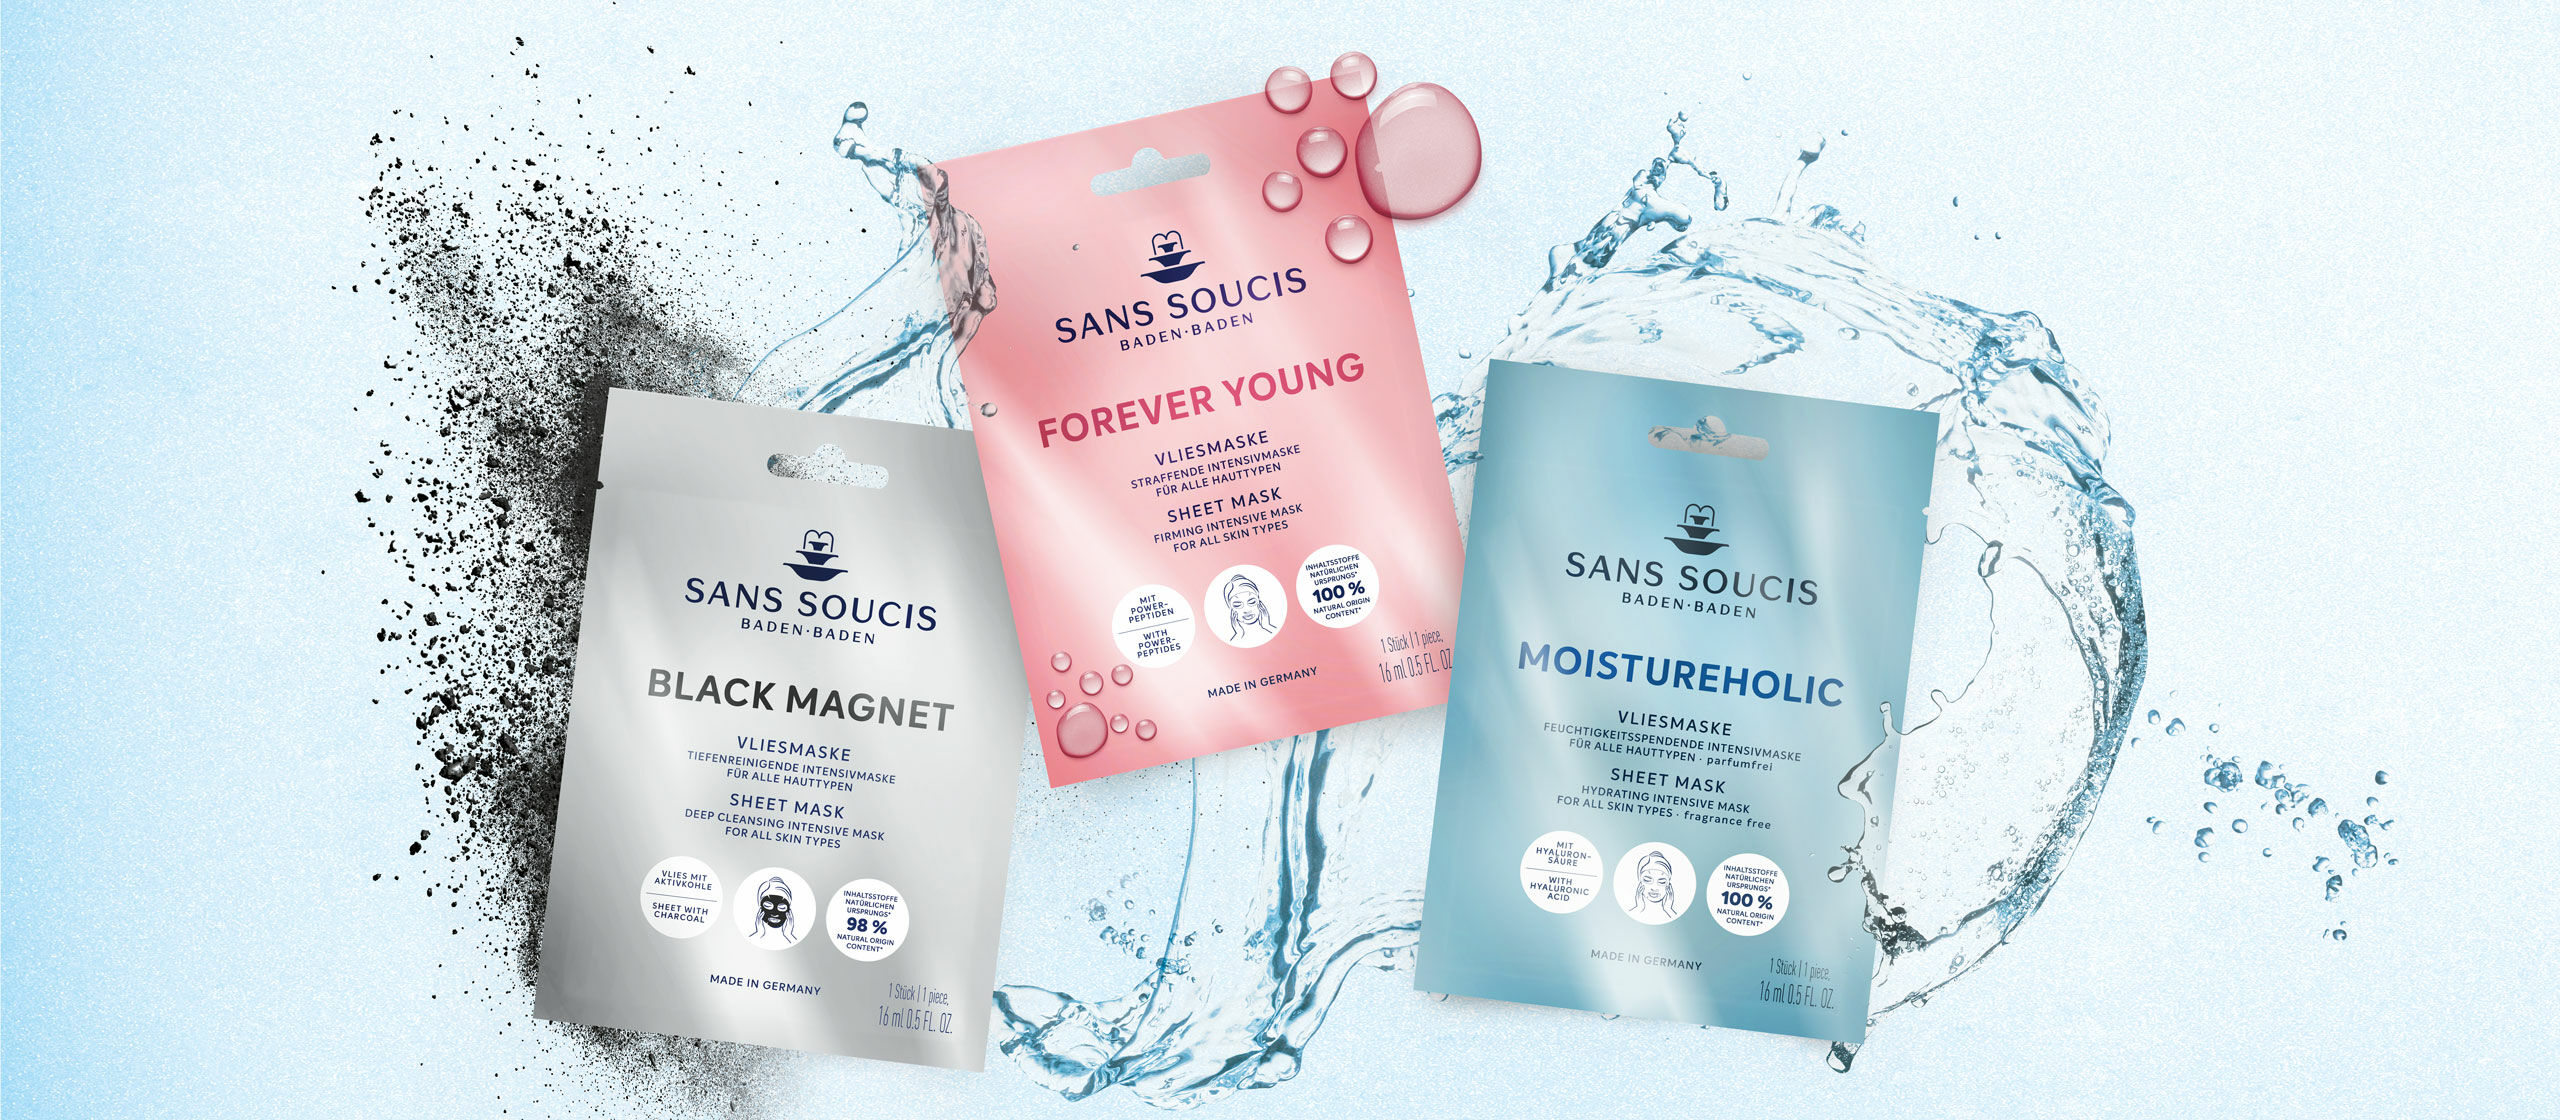 SANS SOUCIS
BADEN·BADEN
BLACK MAGNET
VLIESMASKE
TIEFENREINIGENDE INTENSIVMASKE
FÜR ALLE HAUTTYPEN
SHEET MASK
DEEP CLEANSING INTENSIVE MASK
FOR ALL SKIN TYPES
VLIES MIT
AKTIVKOHLE
SHEET WITH
CHARCOAL
INHALTSSTOFFE
NATÜRLICHEN
URSPRUNGS*
98 %
NATURAL ORIGIN
CONTENT*
MADE IN GERMANY
1 Stück | 1 piece,
16 ml 0.5 FL. OZ.
SANS SOUCIS
BADEN·BADEN
FOREVER YOUNG
VLIESMASKE
STRAFFENDE INTENSIVMASKE
FÜR ALLE HAUTTYPEN
SHEET MASK
FIRMING INTENSIVE MASK
FOR ALL SKIN TYPES
MIT
POWER-
PEPTIDEN
WITH
POWER-
PEPTIDES
INHALTSSTOFFE
NATÜRLICHEN
URSPRUNGS*
100 %
NATURAL ORIGIN
CONTENT*
MADE IN GERMANY
1 Stück | 1 piece,
16 ml 0.5 FL. OZ
SANS SOUCIS
BADEN·BADEN
MOISTUREHOLIC
VLIESMASKE
FEUCHTIGKEITSSPENDENDE INTENSIVMASKE
FÜR ALLE HAUTTYPEN · parfumfrei
SHEET MASK
HYDRATING INTENSIVE MASK
FOR ALL SKIN TYPES · fragrance free
MIT
HYALURON-
SÄURE
WITH
HYALURONIC
ACID
INHALTSSTOFFE
NATÜRLICHEN
URSPRUNGS*
100 %
NATURAL ORIGIN
CONTENT*
MADE IN GERMANY
1 Stück | 1 piece,
16 ml 0.5 FL. OZ.